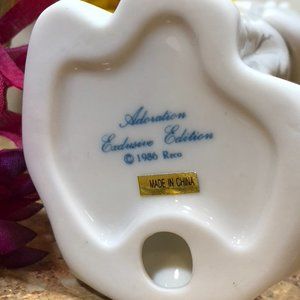 Adoration
Exclusive Edition
© 1986 Reco
MADE IN CHINA